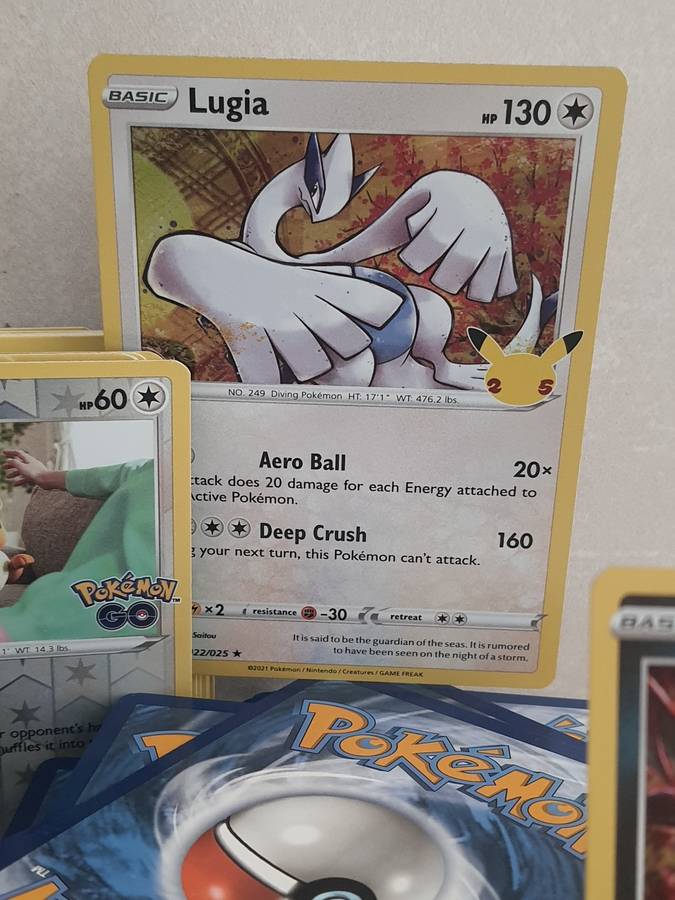 BASIC Lugia HP 130
25
NO. 249 Diving Pokémon HT: 17'1" WT: 476.2 lbs.
Aero Ball 20×
ttack does 20 damage for each Energy attached to
Active Pokémon.
Deep Crush 160
g your next turn, this Pokémon can't attack.
×2 resistance -30 retreat
Saitou
It is said to be the guardian of the seas. It is rumored
to have been seen on the night of a storm.
022/025 ★
©2021 Pokémon / Nintendo / Creatures / GAME FREAK
HP 60
POKÉMON
GO
1' WT: 14.3 lbs.
r opponent's
uffles it into
BAS
POKÉMON
TM